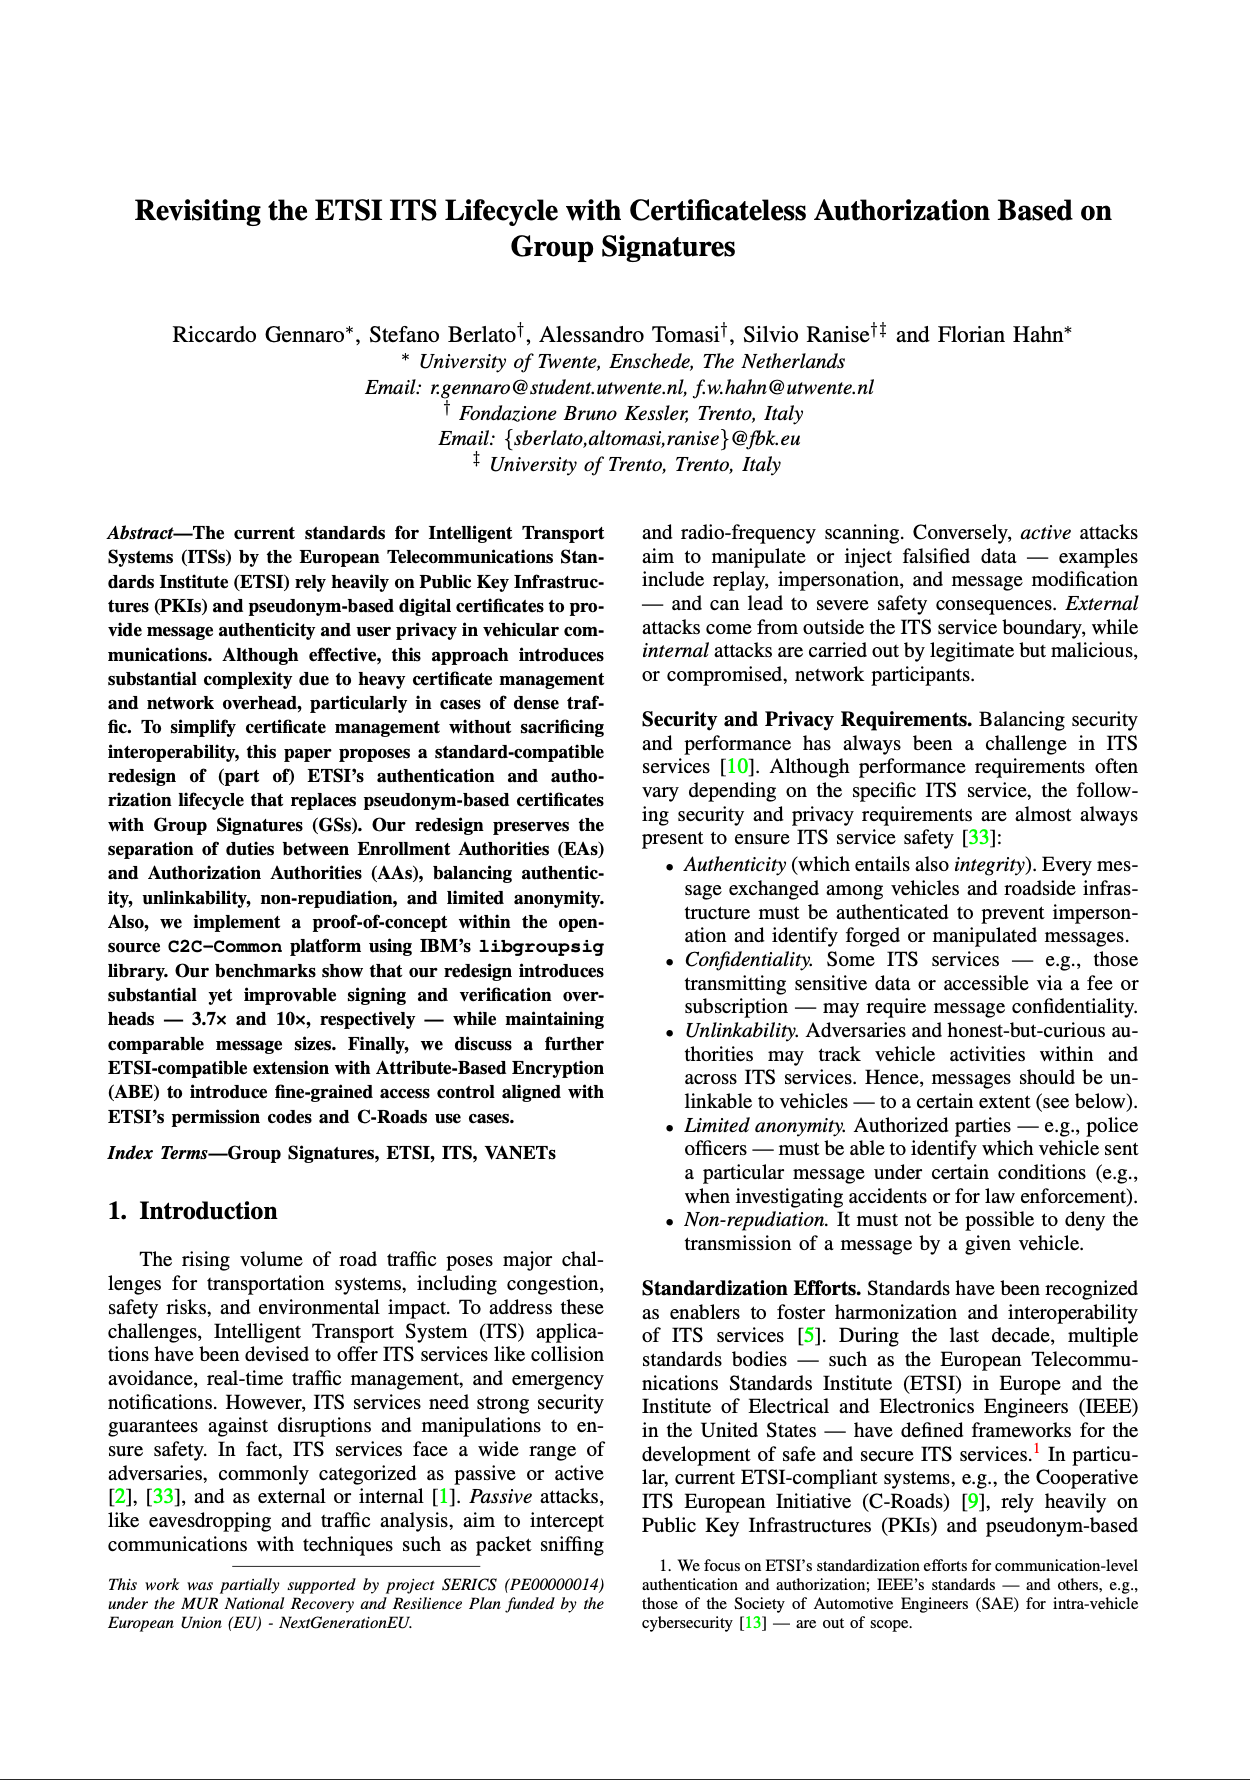 Revisiting the ETSI ITS Lifecycle with Certificateless Authorization Based on
Group Signatures
Riccardo Gennaro*, Stefano Berlato†, Alessandro Tomasi†, Silvio Ranise†‡ and Florian Hahn*
* University of Twente, Enschede, The Netherlands
Email: r.gennaro@student.utwente.nl, f.w.hahn@utwente.nl
† Fondazione Bruno Kessler, Trento, Italy
Email: {sberlato,altomasi,ranise}@fbk.eu
‡ University of Trento, Trento, Italy
Abstract—The current standards for Intelligent Transport
Systems (ITSs) by the European Telecommunications Stan-
dards Institute (ETSI) rely heavily on Public Key Infrastruc-
tures (PKIs) and pseudonym-based digital certificates to pro-
vide message authenticity and user privacy in vehicular com-
munications. Although effective, this approach introduces
substantial complexity due to heavy certificate management
and network overhead, particularly in cases of dense traf-
fic. To simplify certificate management without sacrificing
interoperability, this paper proposes a standard-compatible
redesign of (part of) ETSI's authentication and autho-
rization lifecycle that replaces pseudonym-based certificates
with Group Signatures (GSs). Our redesign preserves the
separation of duties between Enrollment Authorities (EAs)
and Authorization Authorities (AAs), balancing authentic-
ity, unlinkability, non-repudiation, and limited anonymity.
Also, we implement a proof-of-concept within the open-
source C2C-Common platform using IBM's libgroupsig
library. Our benchmarks show that our redesign introduces
substantial yet improvable signing and verification over-
heads — 3.7× and 10×, respectively — while maintaining
comparable message sizes. Finally, we discuss a further
ETSI-compatible extension with Attribute-Based Encryption
(ABE) to introduce fine-grained access control aligned with
ETSI's permission codes and C-Roads use cases.
Index Terms—Group Signatures, ETSI, ITS, VANETs
1. Introduction
The rising volume of road traffic poses major chal-
lenges for transportation systems, including congestion,
safety risks, and environmental impact. To address these
challenges, Intelligent Transport System (ITS) applica-
tions have been devised to offer ITS services like collision
avoidance, real-time traffic management, and emergency
notifications. However, ITS services need strong security
guarantees against disruptions and manipulations to en-
sure safety. In fact, ITS services face a wide range of
adversaries, commonly categorized as passive or active
[2], [33], and as external or internal [1]. Passive attacks,
like eavesdropping and traffic analysis, aim to intercept
communications with techniques such as packet sniffing
This work was partially supported by project SERICS (PE00000014)
under the MUR National Recovery and Resilience Plan funded by the
European Union (EU) - NextGenerationEU.
and radio-frequency scanning. Conversely, active attacks
aim to manipulate or inject falsified data — examples
include replay, impersonation, and message modification
— and can lead to severe safety consequences. External
attacks come from outside the ITS service boundary, while
internal attacks are carried out by legitimate but malicious,
or compromised, network participants.
Security and Privacy Requirements. Balancing security
and performance has always been a challenge in ITS
services [10]. Although performance requirements often
vary depending on the specific ITS service, the follow-
ing security and privacy requirements are almost always
present to ensure ITS service safety [33]:
• Authenticity (which entails also integrity). Every mes-
sage exchanged among vehicles and roadside infras-
tructure must be authenticated to prevent imperson-
ation and identify forged or manipulated messages.
• Confidentiality. Some ITS services — e.g., those
transmitting sensitive data or accessible via a fee or
subscription — may require message confidentiality.
• Unlinkability. Adversaries and honest-but-curious au-
thorities may track vehicle activities within and
across ITS services. Hence, messages should be un-
linkable to vehicles — to a certain extent (see below).
• Limited anonymity. Authorized parties — e.g., police
officers — must be able to identify which vehicle sent
a particular message under certain conditions (e.g.,
when investigating accidents or for law enforcement).
• Non-repudiation. It must not be possible to deny the
transmission of a message by a given vehicle.
Standardization Efforts. Standards have been recognized
as enablers to foster harmonization and interoperability
of ITS services [5]. During the last decade, multiple
standards bodies — such as the European Telecommu-
nications Standards Institute (ETSI) in Europe and the
Institute of Electrical and Electronics Engineers (IEEE)
in the United States — have defined frameworks for the
development of safe and secure ITS services.1 In particu-
lar, current ETSI-compliant systems, e.g., the Cooperative
ITS European Initiative (C-Roads) [9], rely heavily on
Public Key Infrastructures (PKIs) and pseudonym-based
1. We focus on ETSI's standardization efforts for communication-level
authentication and authorization; IEEE's standards — and others, e.g.,
those of the Society of Automotive Engineers (SAE) for intra-vehicle
cybersecurity [13] — are out of scope.